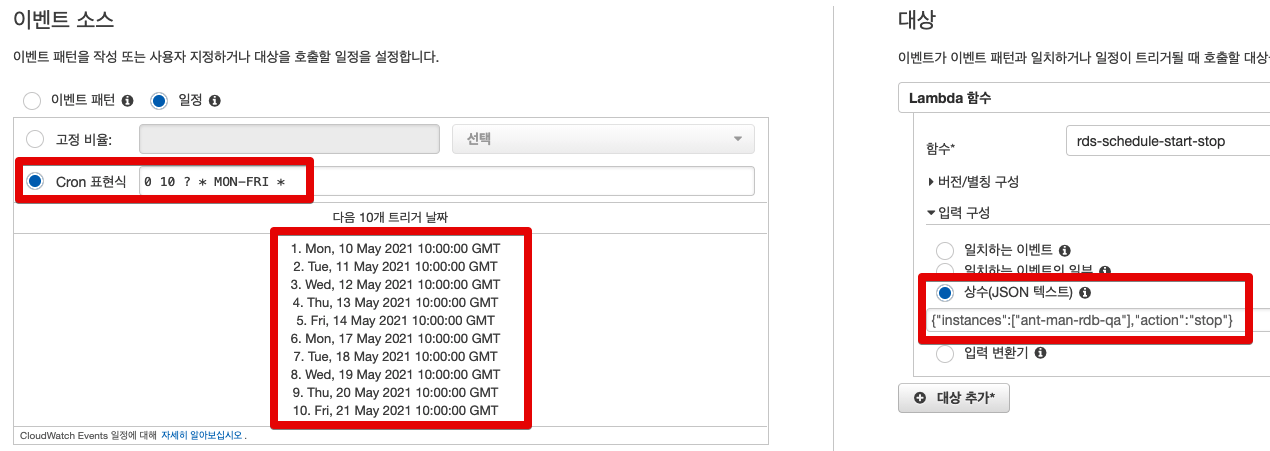 이벤트 소스
이벤트 패턴을 작성 또는 사용자 지정하거나 대상을 호출할 일정을 설정합니다.
이벤트 패턴 일정
고정 비율: 선택
Cron 표현식 0 10 ? * MON-FRI *
다음 10개 트리거 날짜
1. Mon, 10 May 2021 10:00:00 GMT
2. Tue, 11 May 2021 10:00:00 GMT
3. Wed, 12 May 2021 10:00:00 GMT
4. Thu, 13 May 2021 10:00:00 GMT
5. Fri, 14 May 2021 10:00:00 GMT
6. Mon, 17 May 2021 10:00:00 GMT
7. Tue, 18 May 2021 10:00:00 GMT
8. Wed, 19 May 2021 10:00:00 GMT
9. Thu, 20 May 2021 10:00:00 GMT
10. Fri, 21 May 2021 10:00:00 GMT
CloudWatch Events 일정에 대해 자세히 알아보십시오 .
대상
이벤트가 이벤트 패턴과 일치하거나 일정이 트리거될 때 호출할 대상
Lambda 함수
함수* rds-schedule-start-stop
버전/별칭 구성
입력 구성
일치하는 이벤트
일치하는 이벤트의 일부
상수(JSON 텍스트)
{"instances":["ant-man-rdb-qa"],"action":"stop"}
입력 변환기
대상 추가*